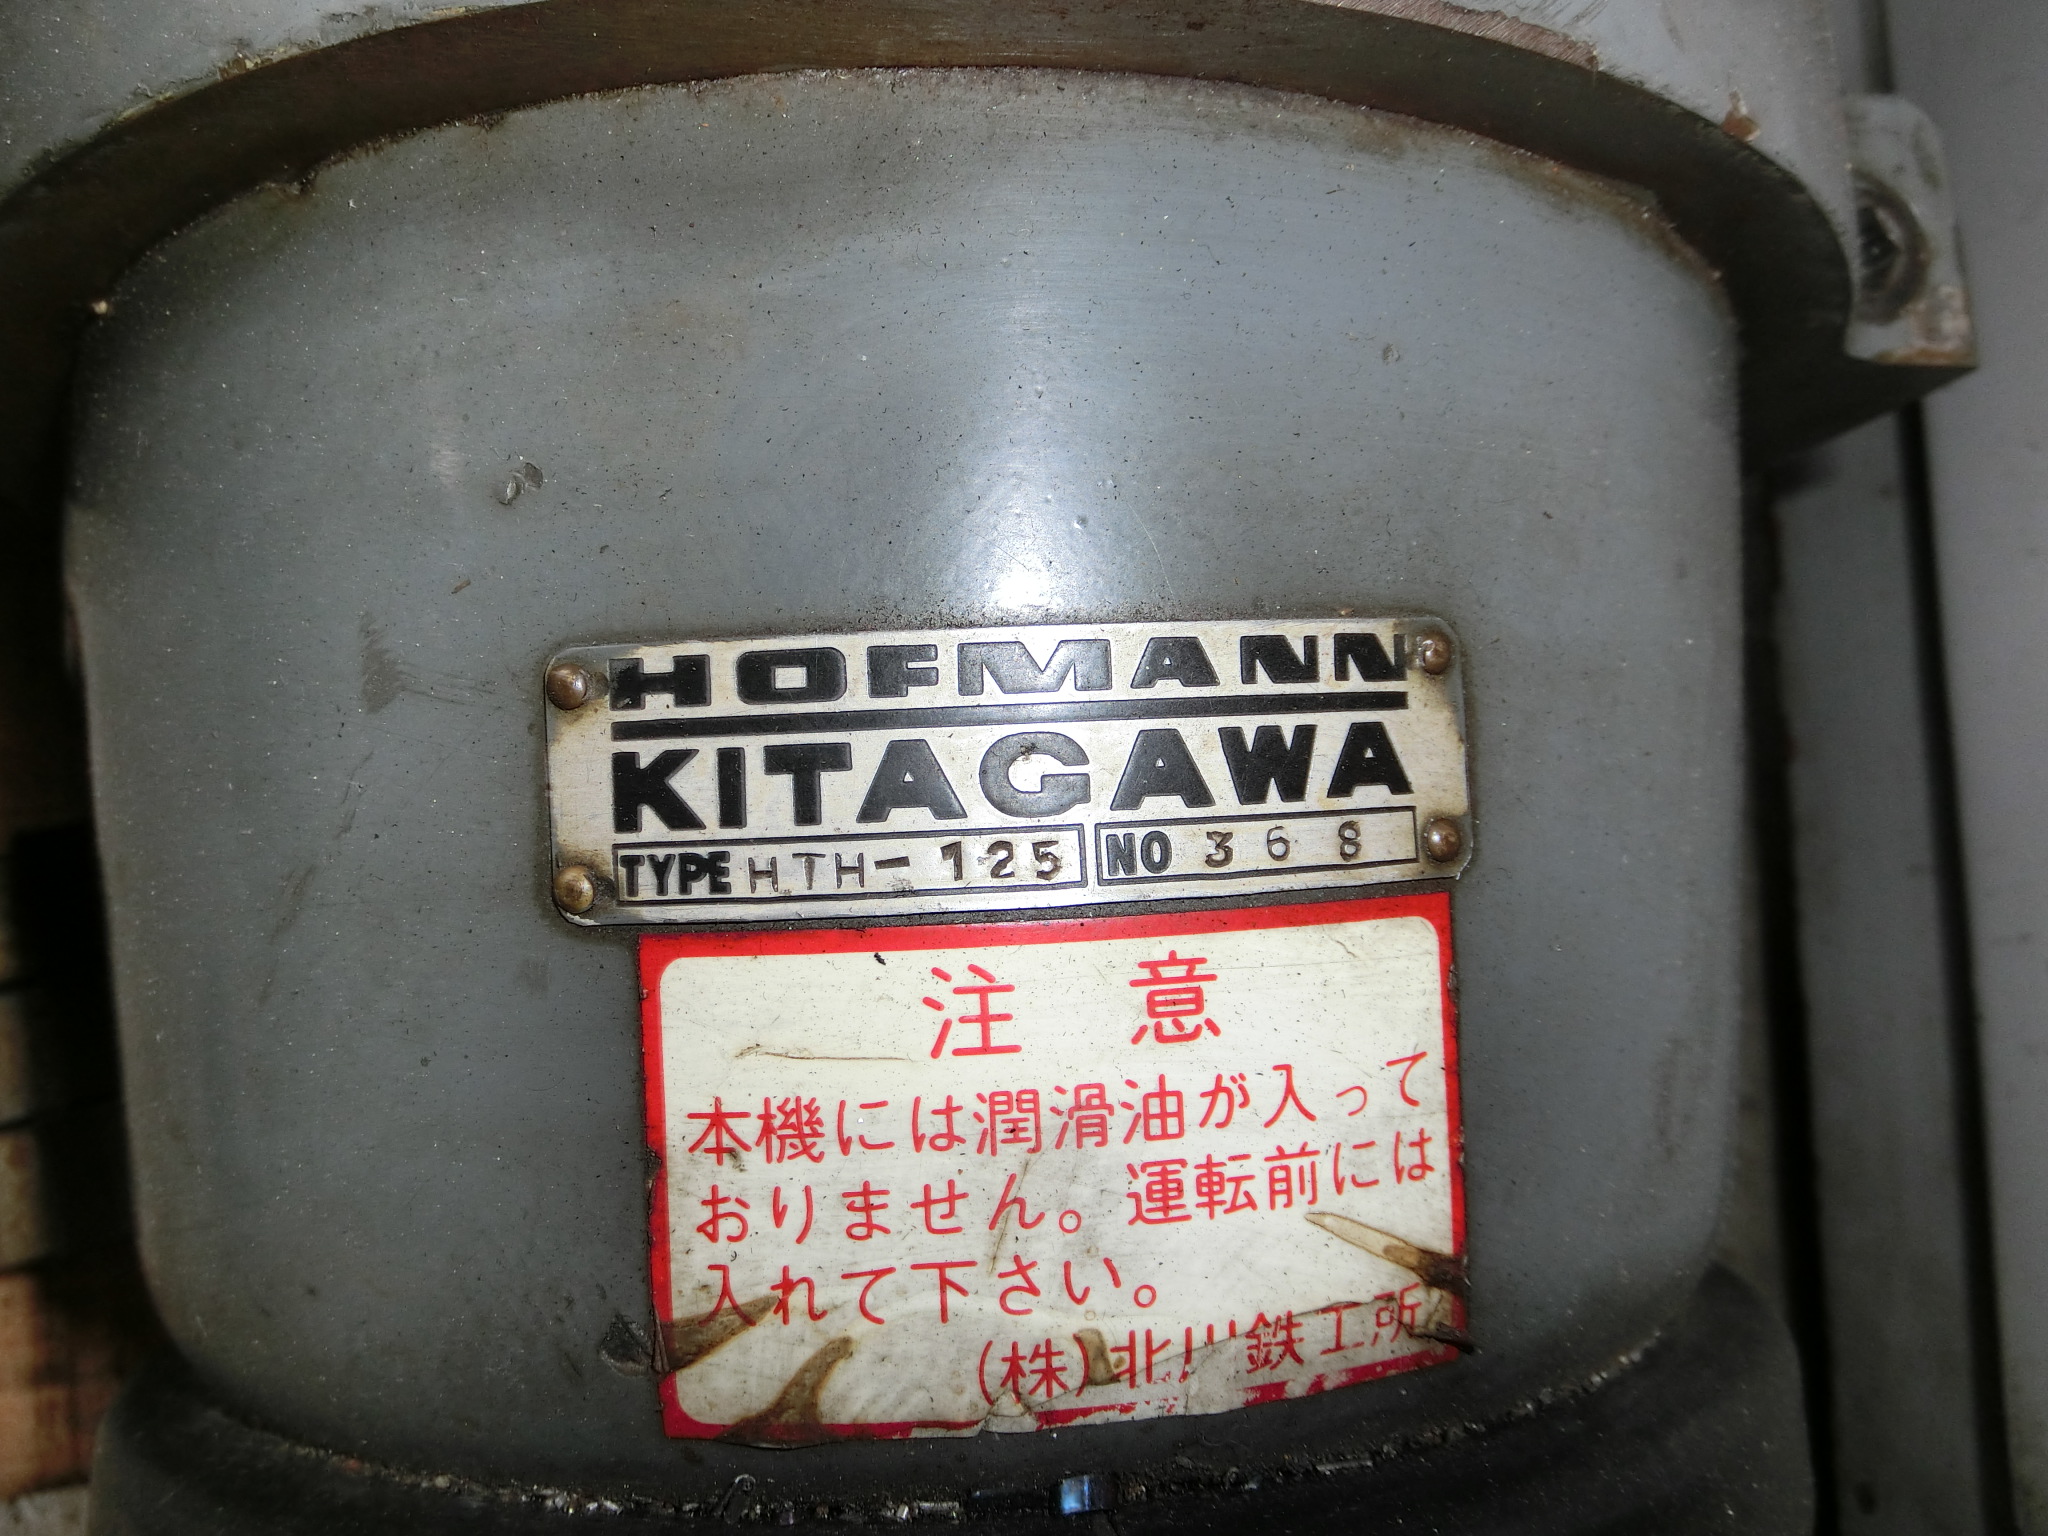 HOFMANN
KITAGAWA
TYPE HTH-125 NO 368
注意
本機には潤滑油が入って
おりません。運転前には
入れて下さい。
(株)北川鉄工所